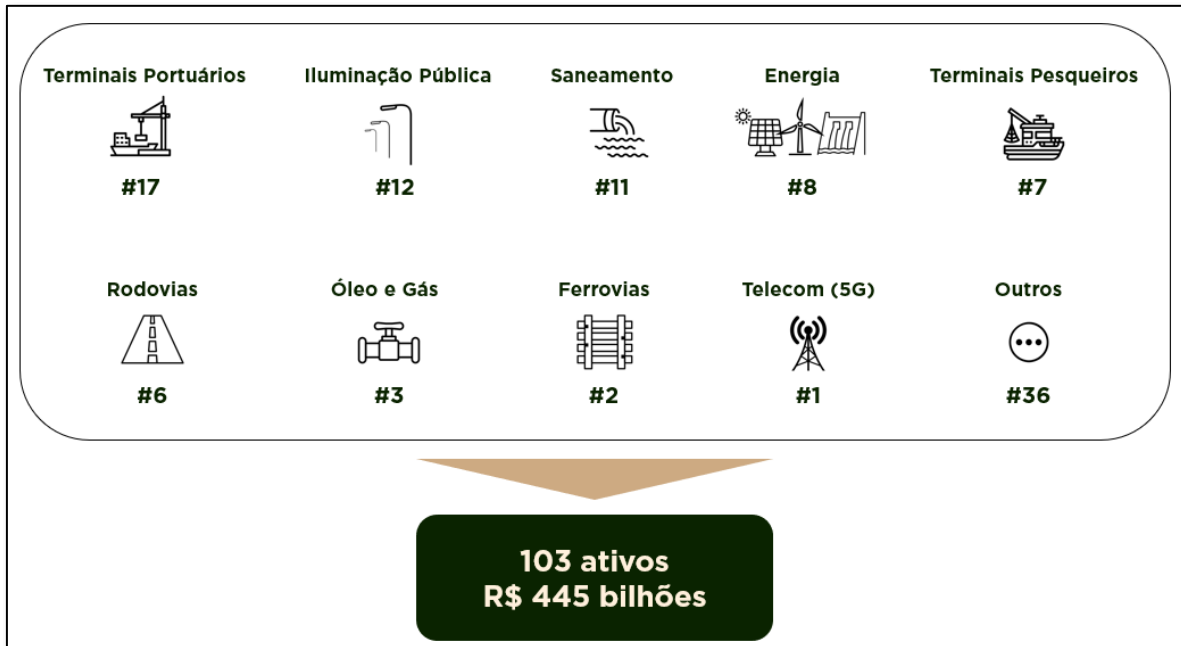 Terminais Portuários
Iluminação Pública
Saneamento
Energia
Terminais Pesqueiros
#17
#12
#11
#8
#7
Rodovias
Óleo e Gás
Ferrovias
Telecom (5G)
Outros
#6
#3
#2
#1
#36
103 ativos
R$ 445 bilhões